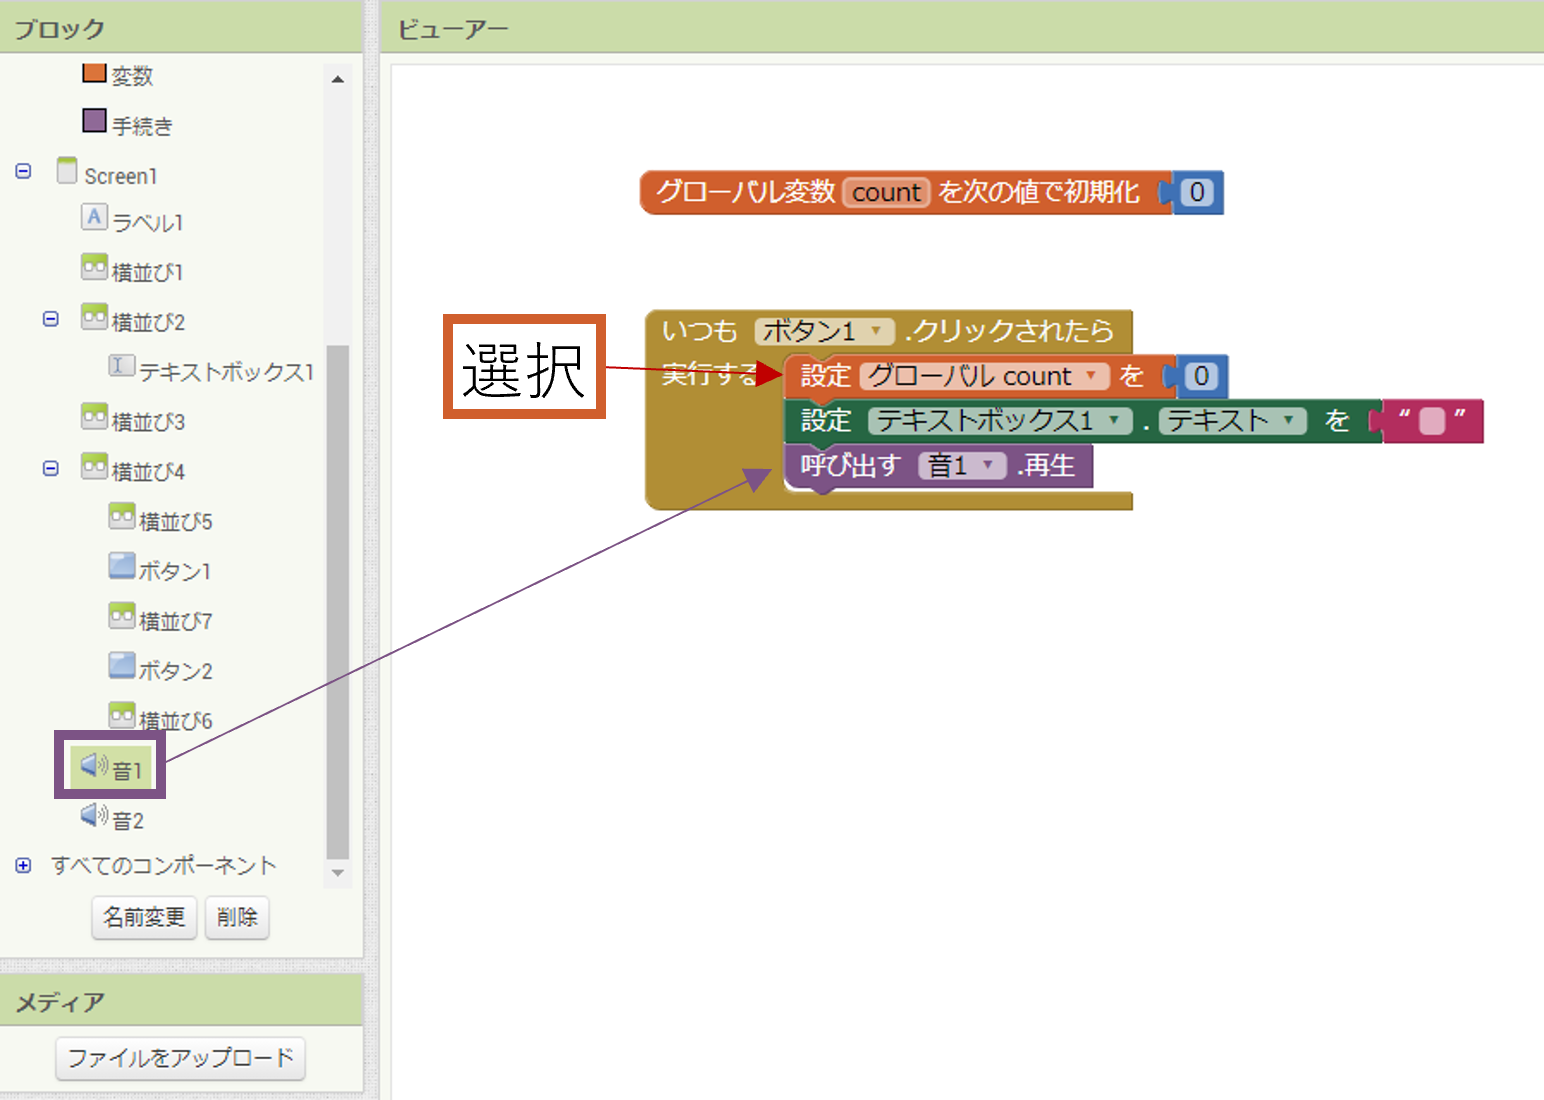 ブロック
変数
手続き
Screen1
ラベル1
横並び1
横並び2
テキストボックス1
横並び3
横並び4
横並び5
ボタン1
横並び7
ボタン2
横並び6
音1
音2
すべてのコンポーネント
名前変更 削除
メディア
ファイルをアップロード
ビューアー
グローバル変数 count を次の値で初期化 0
いつも ボタン1 .クリックされたら
選択
実行する 設定 グローバル count を 0
設定 テキストボックス1 . テキスト を “ ”
呼び出す 音1 .再生